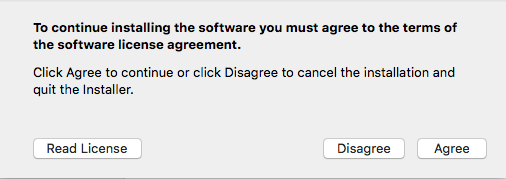 To continue installing the software you must agree to the terms of
the software license agreement.
Click Agree to continue or click Disagree to cancel the installation and
quit the Installer.
Read License
Disagree
Agree